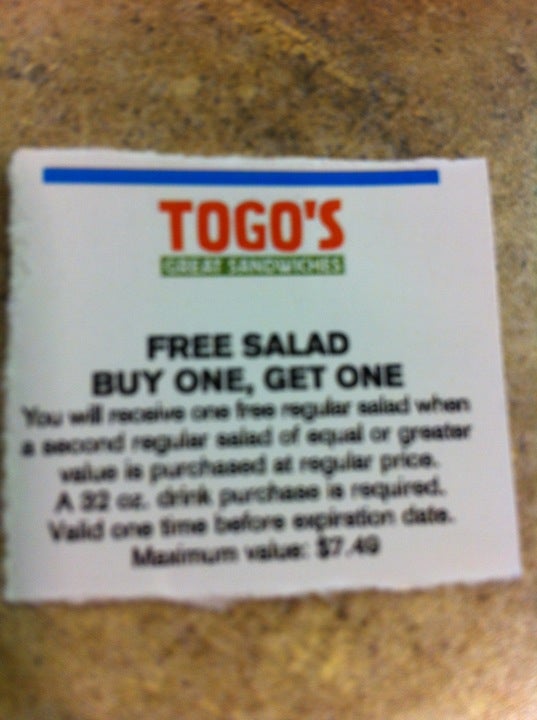 TOGO'S
GREAT SANDWICHES
FREE SALAD
BUY ONE, GET ONE
You will receive one free regular salad when
a second regular salad of equal or greater
value is purchased at regular price.
A 32 oz. drink purchase is required.
Valid one time before expiration date.
Maximum value: $7.49